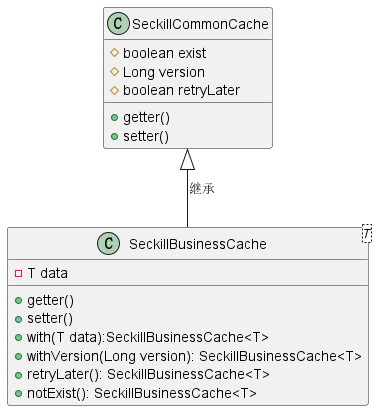 C SeckillCommonCache
boolean exist
Long version
boolean retryLater
getter()
setter()
继承
C SeckillBusinessCache
T
T data
getter()
setter()
with(T data):SeckillBusinessCache<T>
withVersion(Long version): SeckillBusinessCache<T>
retryLater(): SeckillBusinessCache<T>
notExist(): SeckillBusinessCache<T>